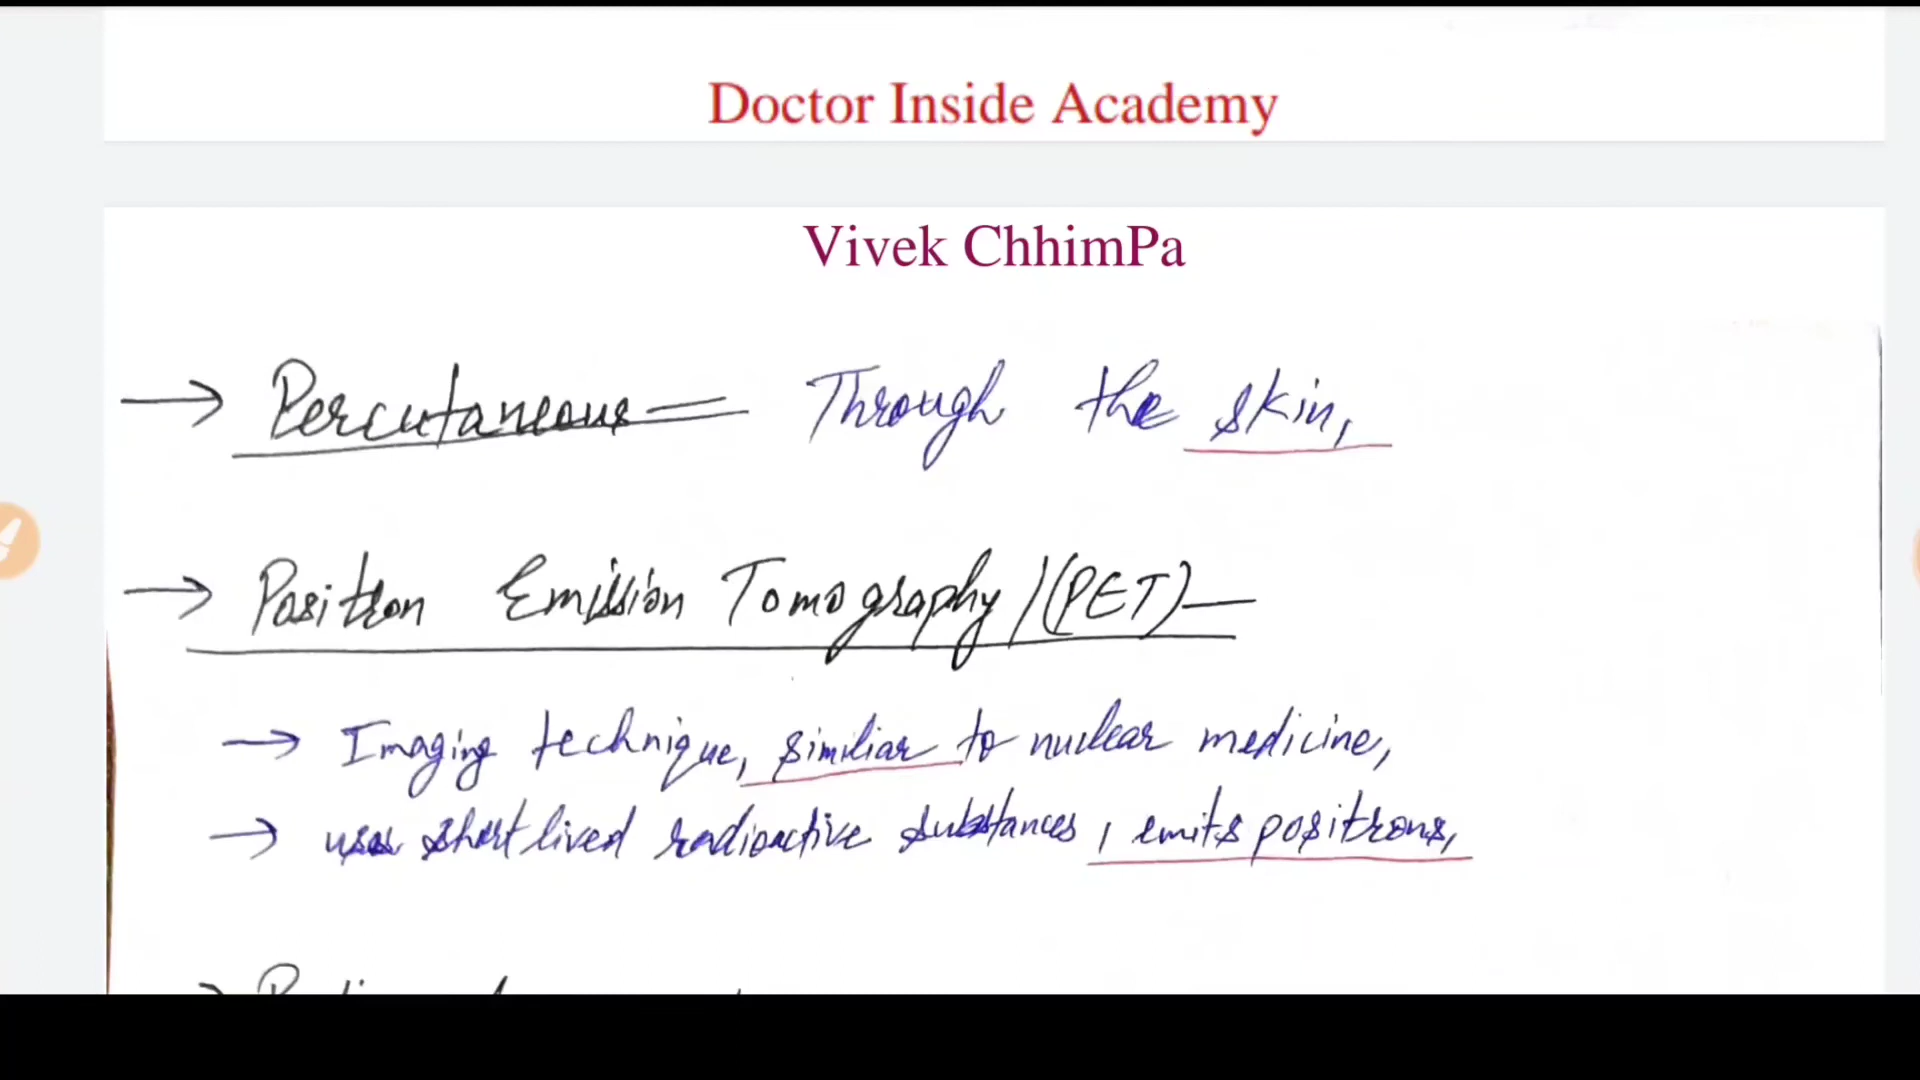 Doctor Inside Academy
Vivek ChhimPa
→ Percutaneous = Through the skin,
→ Positron Emission Tomography /(PET) —
→ Imaging technique, similiar to nuclear medicine,
→ uses short lived radioactive substances, emits positrons,